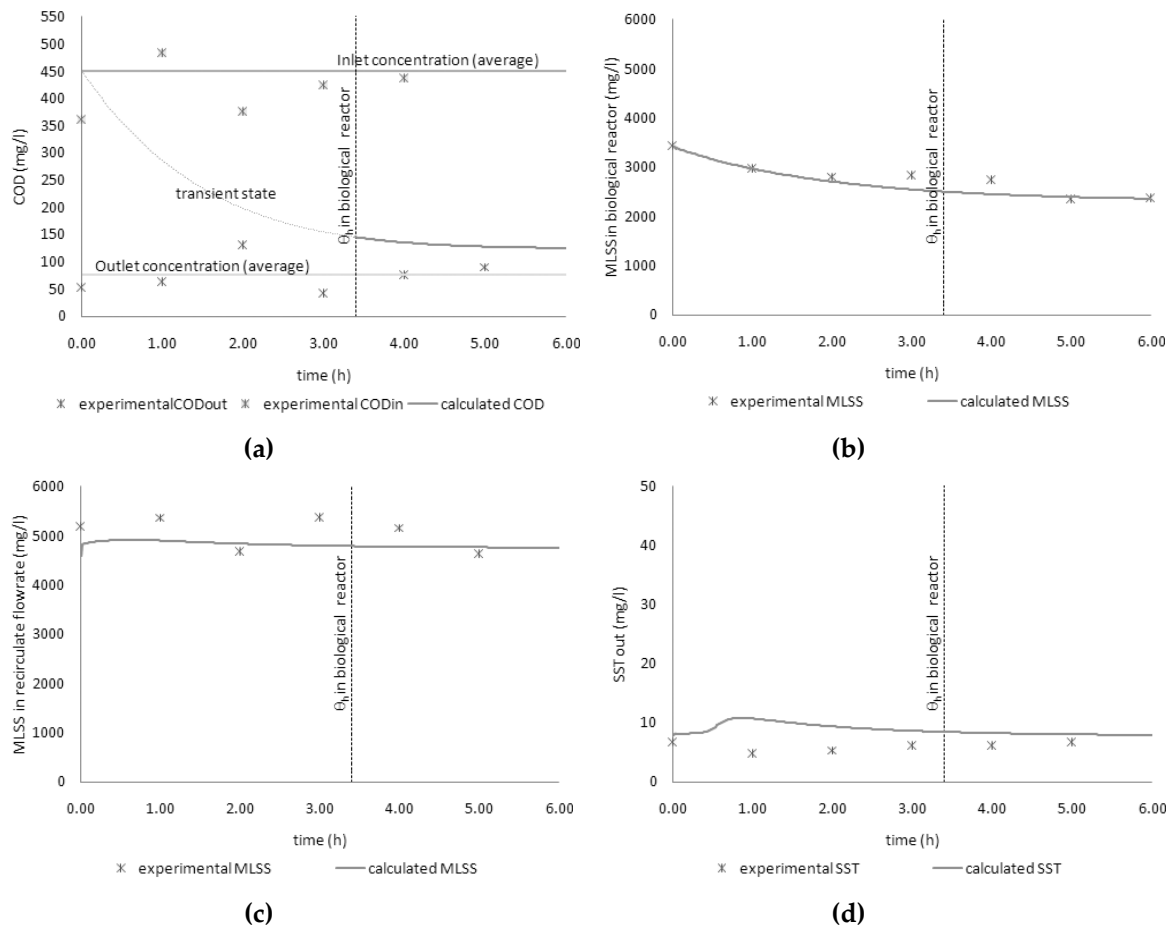 COD (mg/l)
550
500
450
400
350
300
250
200
150
100
50
0
Inlet concentration (average)
transient state
Outlet concentration (average)
Θh in biological reactor
0.00 1.00 2.00 3.00 4.00 5.00 6.00
time (h)
experimentalCODout experimental CODin calculated COD
(a)
MLSS in biological reactor (mg/l)
6000
5000
4000
3000
2000
1000
0
Θh in biological reactor
0.00 1.00 2.00 3.00 4.00 5.00 6.00
time (h)
experimental MLSS calculated MLSS
(b)
MLSS in recirculate flowrate (mg/l)
6000
5000
4000
3000
2000
1000
0
Θh in biological reactor
0.00 1.00 2.00 3.00 4.00 5.00 6.00
time (h)
experimental MLSS calculated MLSS
(c)
SST out (mg/l)
50
40
30
20
10
0
Θh in biological reactor
0.00 1.00 2.00 3.00 4.00 5.00 6.00
time (h)
experimental SST calculated SST
(d)